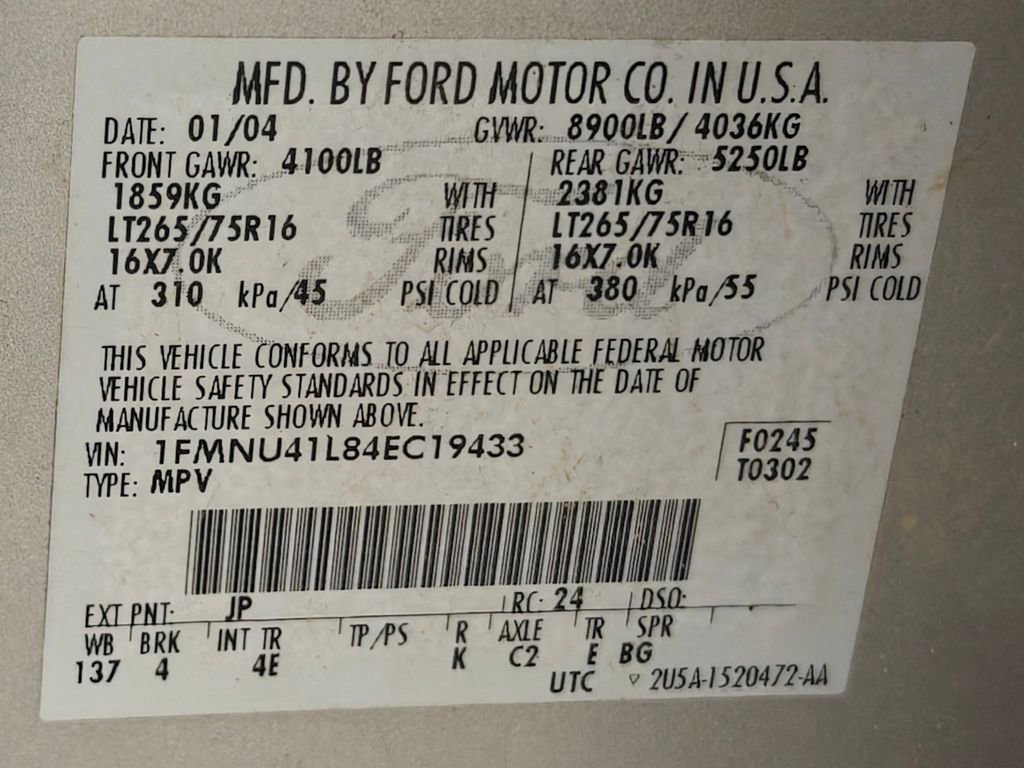 MFD. BY FORD MOTOR CO. IN U.S.A.
DATE: 01/04 GVWR: 8900LB/ 4036KG
FRONT GAWR: 4100LB REAR GAWR: 5250LB
1859KG WITH 2381KG WITH
LT265/75R16 TIRES LT265/75R16 TIRES
16X7.0K RIMS 16X7.0K RIMS
AT 310 kPa/45 PSI COLD AT 380 kPa/55 PSI COLD
Ford
THIS VEHICLE CONFORMS TO ALL APPLICABLE FEDERAL MOTOR
VEHICLE SAFETY STANDARDS IN EFFECT ON THE DATE OF
MANUFACTURE SHOWN ABOVE.
VIN: 1FMNU41L84EC19433 F0245
TYPE: MPV T0302
EXT PNT: JP RC: 24 DSO:
WB BRK INT TR TP/PS R AXLE TR SPR
137 4 4E K C2 E BG
UTC ▽ 2U5A-1520472-AA